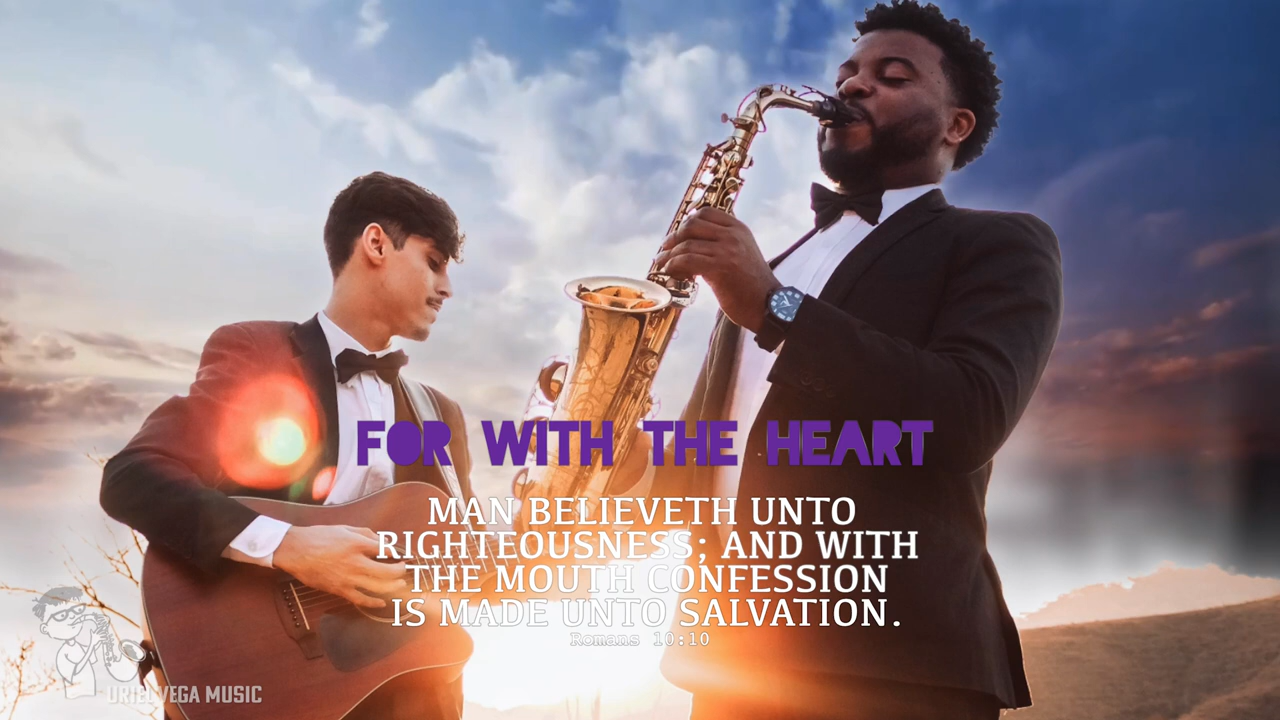 FOR WITH THE HEART
MAN BELIEVETH UNTO
RIGHTEOUSNESS; AND WITH
THE MOUTH CONFESSION
IS MADE UNTO SALVATION.
Romans 10:10
URIEL VEGA MUSIC